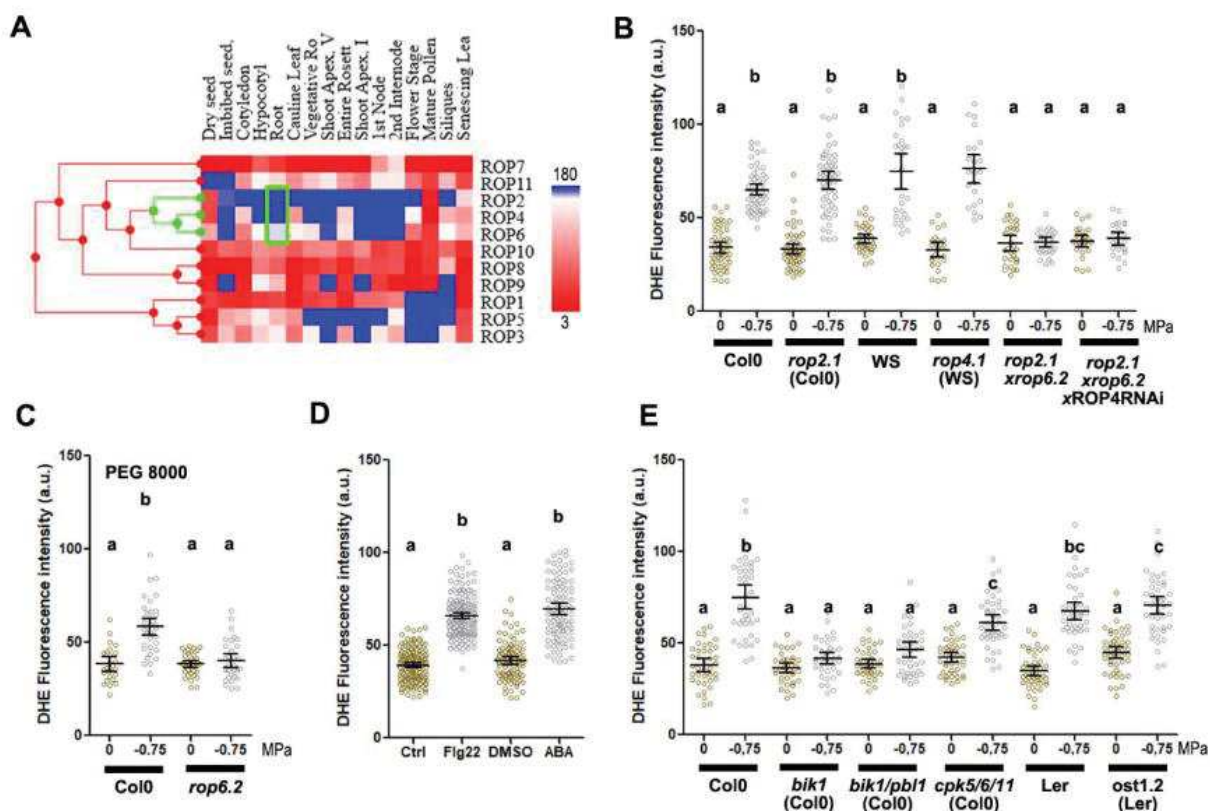 A
Dry seed
Imbibed seed,
Cotyledon
Hypocotyl
Root
Cauline Leaf
Vegetative Ro
Shoot Apex, V
Entire Rosett
Shoot Apex, I
1st Node
2nd Internode
Flower Stage
Mature Pollen
Siliques
Senescing Lea
ROP7
ROP11
ROP2
ROP4
ROP6
ROP10
ROP8
ROP9
ROP1
ROP5
ROP3
180
3
B
DHE Fluorescence intensity (a.u.)
150
100
50
0
a b a b a b a b a a a a
0 -0.75 0 -0.75 0 -0.75 0 -0.75 0 -0.75 0 -0.75 MPa
Col0 rop2.1 WS rop4.1 rop2.1 rop2.1
(Col0) (WS) xrop6.2 xrop6.2
xROP4RNAi
C
DHE Fluorescence intensity (a.u.)
150
100
50
0
PEG 8000
a b a a
0 -0.75 0 -0.75 MPa
Col0 rop6.2
D
DHE Fluorescence intensity (a.u.)
150
100
50
0
a b a b
Ctrl Flg22 DMSO ABA
E
DHE Fluorescence intensity (a.u.)
150
100
50
0
a b a a a a a c a bc a c
0 -0,75 0 -0,75 0 -0,75 0 -0,75 0 -0,75 0 -0,75 MPa
Col0 bik1 bik1/pbl1 cpk5/6/11 Ler ost1.2
(Col0) (Col0) (Col0) (Ler)